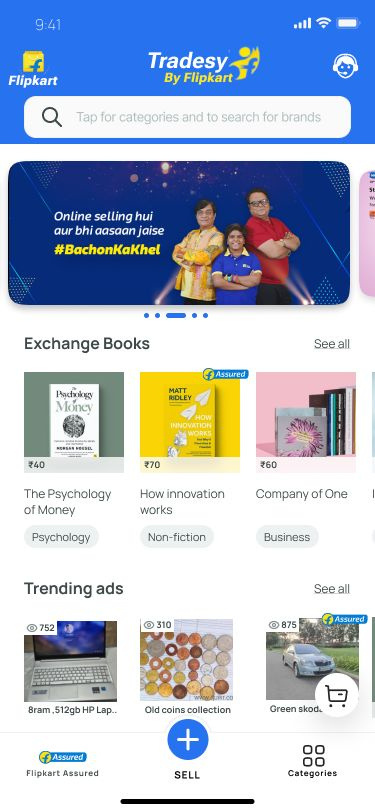 9:41
Flipkart
Tradesy
By Flipkart
Tap for categories and to search for brands
Online selling hui
aur bhi aasaan jaise
#BachonKaKhel
Exchange Books
See all
The
Psychology
of
Money
MORGAN HOUSEL
₹40
Assured
MATT
RIDLEY
HOW
INNOVATION
WORKS
₹70
₹60
The Psychology
of Money
How innovation
works
Company of One
Psychology
Non-fiction
Business
Trending ads
See all
752
310
875
Assured
8ram ,512gb HP Lap..
Old coins collection
Green skod
Assured
Flipkart Assured
SELL
Categories